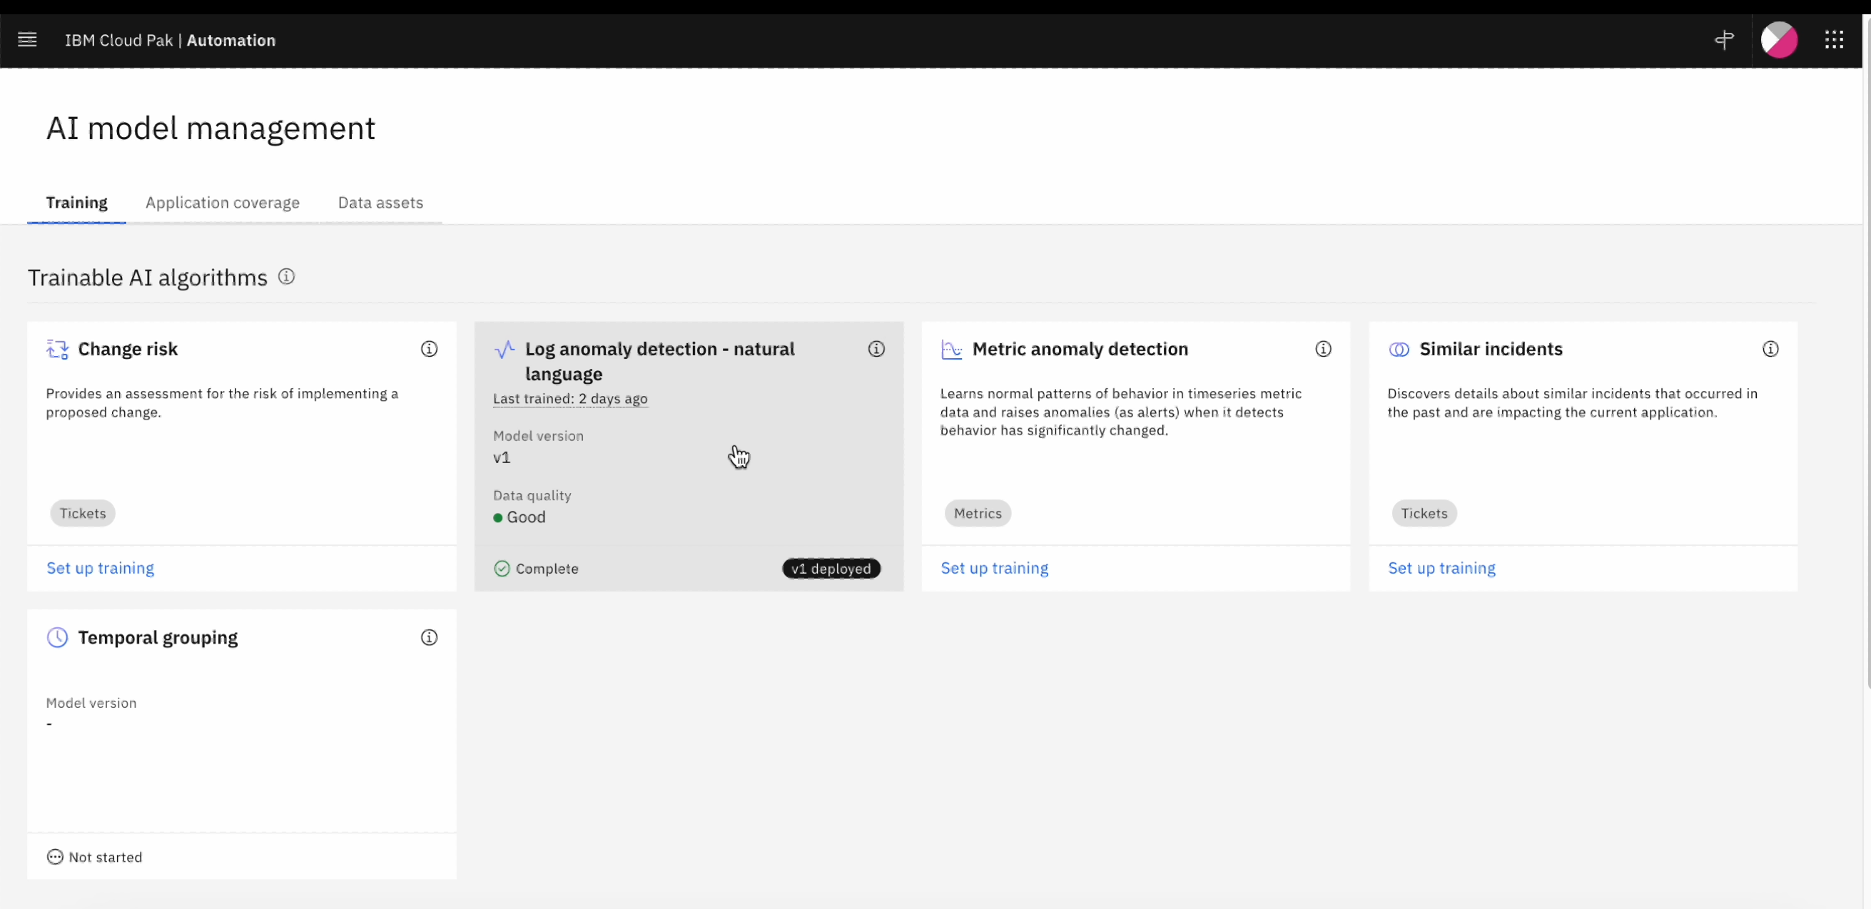 IBM Cloud Pak | Automation
AI model management
Training Application coverage Data assets
Trainable AI algorithms
Change risk
Provides an assessment for the risk of implementing a
proposed change.
Tickets
Set up training
Log anomaly detection - natural
language
Last trained: 2 days ago
Model version
v1
Data quality
Good
Complete v1 deployed
Metric anomaly detection
Learns normal patterns of behavior in timeseries metric
data and raises anomalies (as alerts) when it detects
behavior has significantly changed.
Metrics
Set up training
Similar incidents
Discovers details about similar incidents that occurred in
the past and are impacting the current application.
Tickets
Set up training
Temporal grouping
Model version
-
Not started